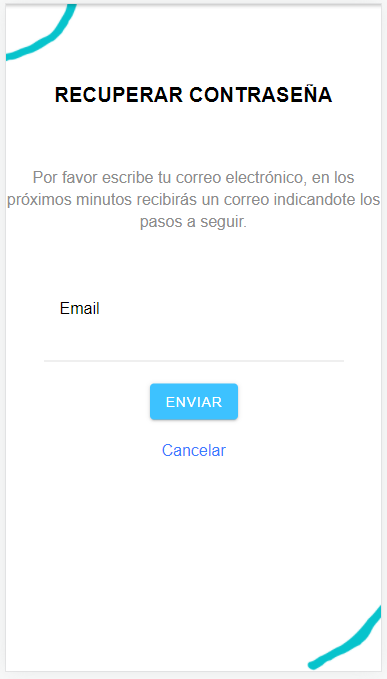 RECUPERAR CONTRASEÑA
Por favor escribe tu correo electrónico, en los
próximos minutos recibirás un correo indicandote los
pasos a seguir.
Email
ENVIAR
Cancelar